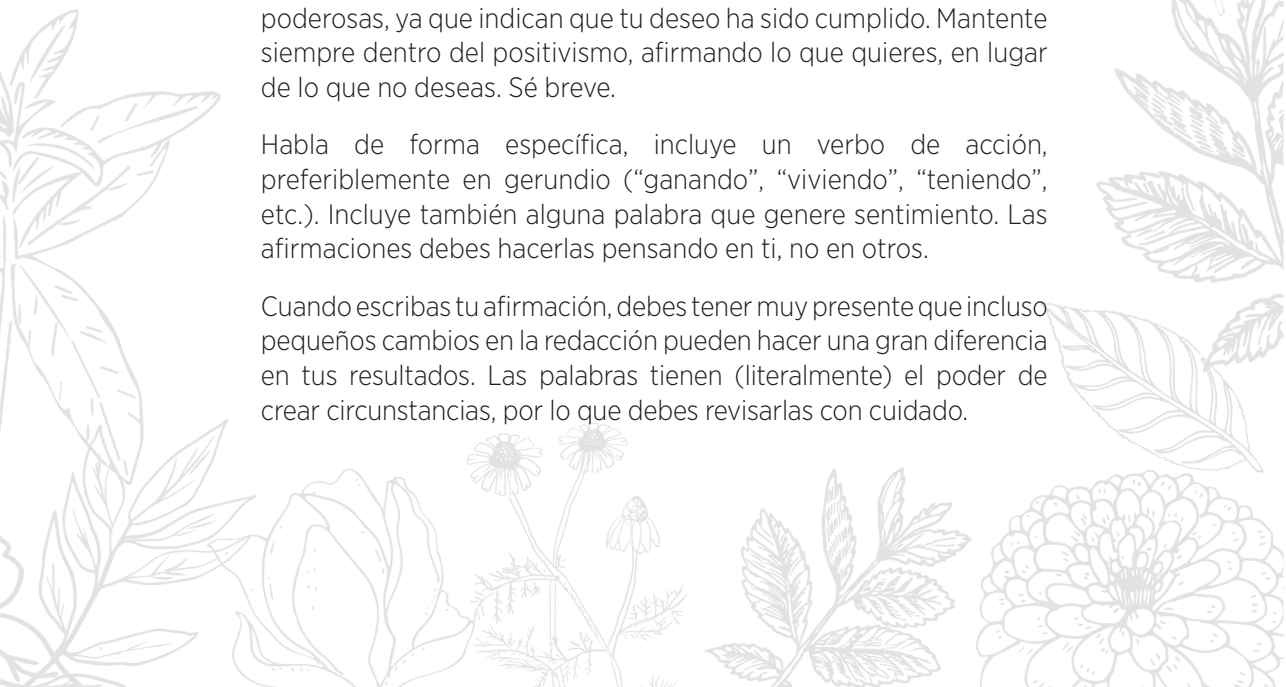 poderosas, ya que indican que tu deseo ha sido cumplido. Mantente
siempre dentro del positivismo, afirmando lo que quieres, en lugar
de lo que no deseas. Sé breve.
Habla de forma específica, incluye un verbo de acción,
preferiblemente en gerundio (“ganando”, “viviendo”, “teniendo”,
etc.). Incluye también alguna palabra que genere sentimiento. Las
afirmaciones debes hacerlas pensando en ti, no en otros.
Cuando escribas tu afirmación, debes tener muy presente que incluso
pequeños cambios en la redacción pueden hacer una gran diferencia
en tus resultados. Las palabras tienen (literalmente) el poder de
crear circunstancias, por lo que debes revisarlas con cuidado.